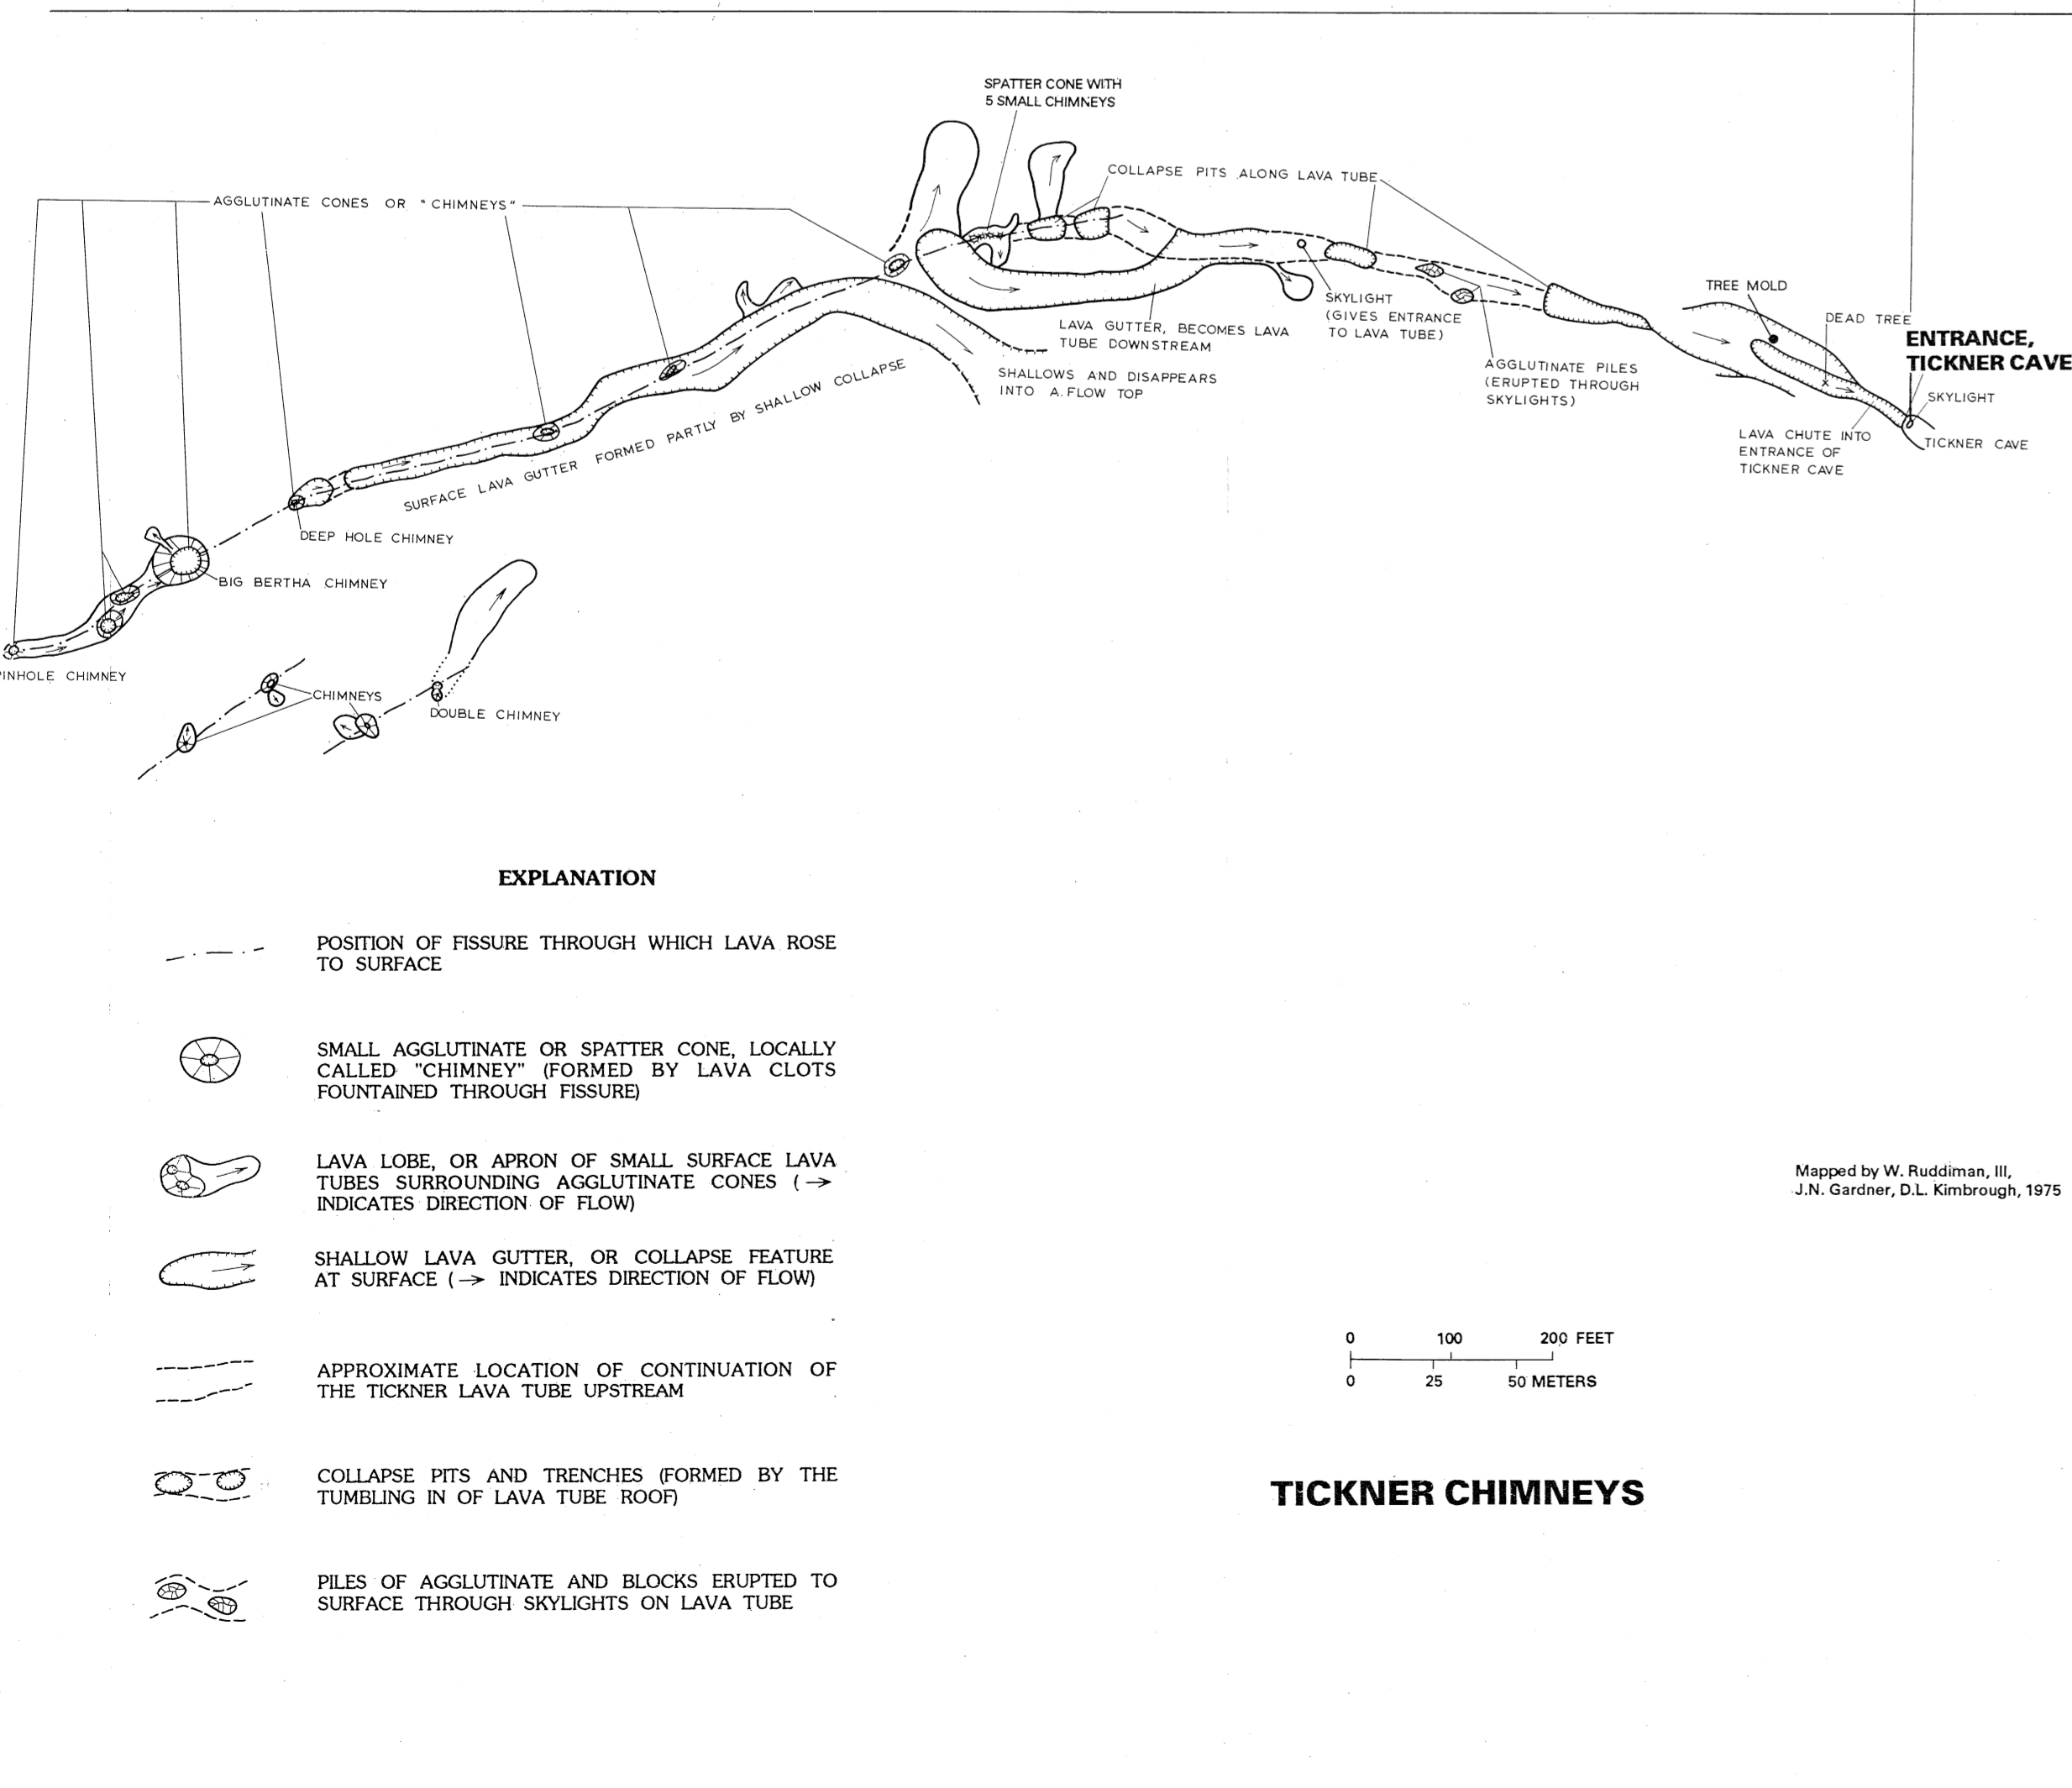 SPATTER CONE WITH
5 SMALL CHIMNEYS
COLLAPSE PITS ALONG LAVA TUBE
AGGLUTINATE CONES OR "CHIMNEYS"
TREE MOLD
DEAD TREE
SKYLIGHT
(GIVES ENTRANCE
TO LAVA TUBE)
LAVA GUTTER, BECOMES LAVA
TUBE DOWNSTREAM
ENTRANCE,
TICKNER CAVE
SHALLOWS AND DISAPPEARS
INTO A. FLOW TOP
AGGLUTINATE PILES
(ERUPTED THROUGH
SKYLIGHTS)
SKYLIGHT
TICKNER CAVE
LAVA CHUTE INTO
ENTRANCE OF
TICKNER CAVE
SURFACE LAVA GUTTER FORMED PARTLY BY SHALLOW COLLAPSE
DEEP HOLE CHIMNEY
BIG BERTHA CHIMNEY
INHOLE CHIMNEY
CHIMNEYS
DOUBLE CHIMNEY
EXPLANATION
POSITION OF FISSURE THROUGH WHICH LAVA ROSE
TO SURFACE
SMALL AGGLUTINATE OR SPATTER CONE, LOCALLY
CALLED "CHIMNEY" (FORMED BY LAVA CLOTS
FOUNTAINED THROUGH FISSURE)
LAVA LOBE, OR APRON OF SMALL SURFACE LAVA
TUBES SURROUNDING AGGLUTINATE CONES (→
INDICATES DIRECTION OF FLOW)
SHALLOW LAVA GUTTER, OR COLLAPSE FEATURE
AT SURFACE (→ INDICATES DIRECTION OF FLOW)
APPROXIMATE LOCATION OF CONTINUATION OF
THE TICKNER LAVA TUBE UPSTREAM
COLLAPSE PITS AND TRENCHES (FORMED BY THE
TUMBLING IN OF LAVA TUBE ROOF)
PILES OF AGGLUTINATE AND BLOCKS ERUPTED TO
SURFACE THROUGH SKYLIGHTS ON LAVA TUBE
Mapped by W. Ruddiman, III,
J.N. Gardner, D.L. Kimbrough, 1975
0 100 200 FEET
0 25 50 METERS
TICKNER CHIMNEYS